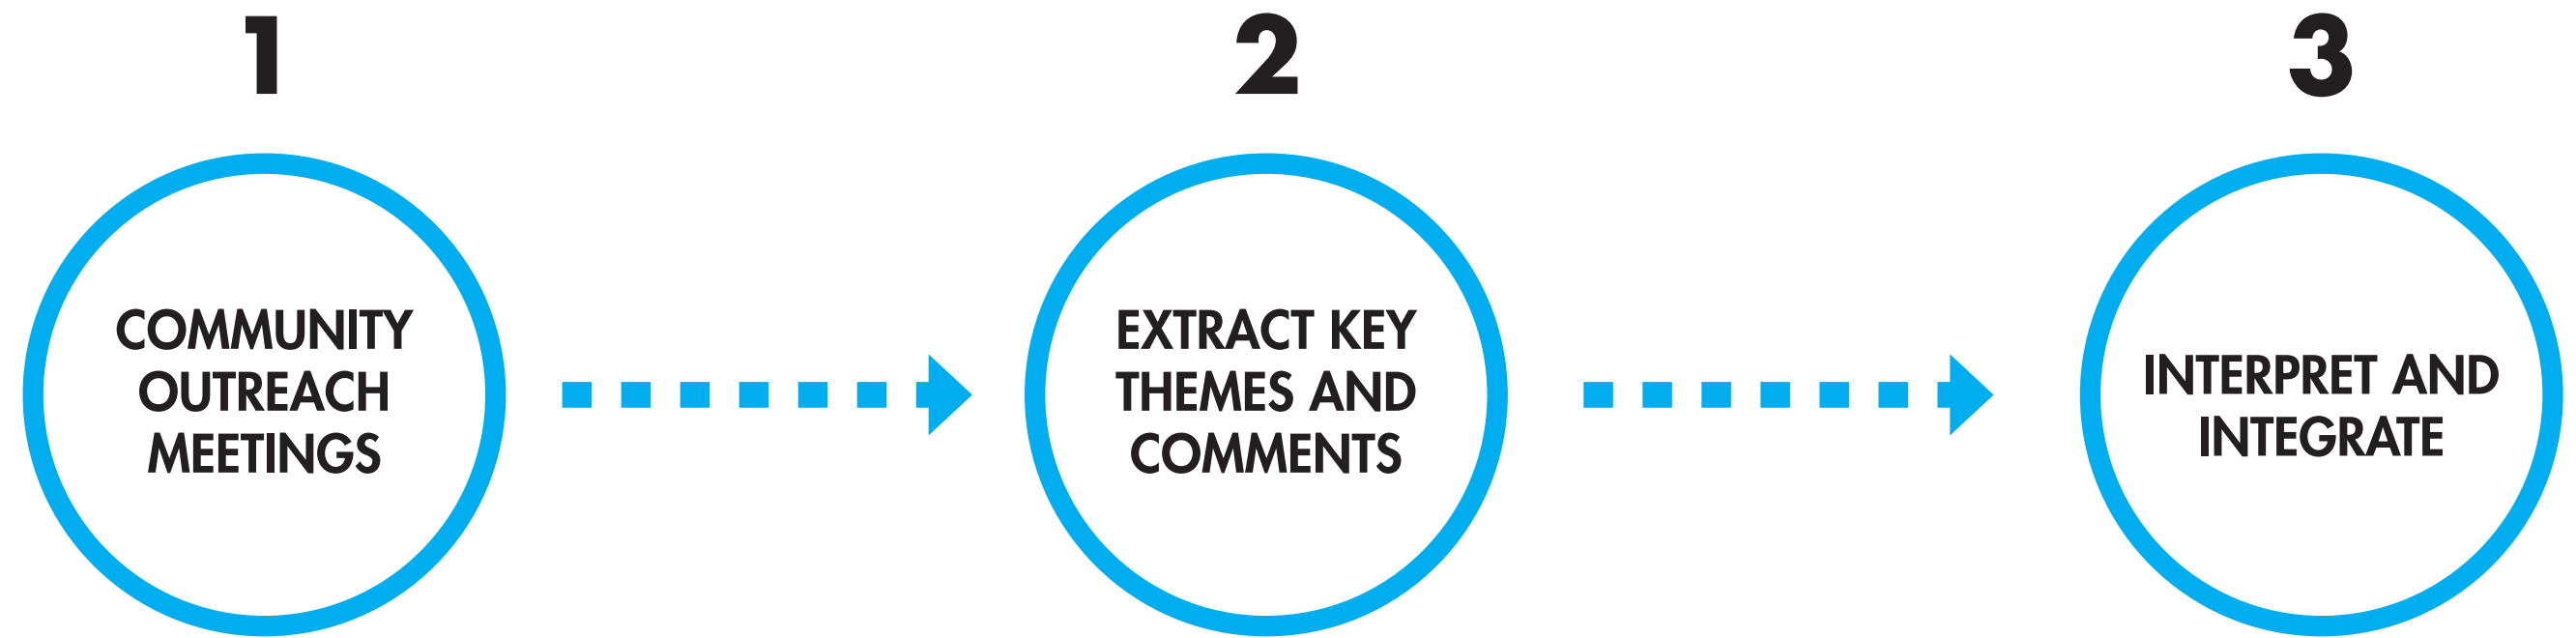 1
COMMUNITY
OUTREACH
MEETINGS
2
EXTRACT KEY
THEMES AND
COMMENTS
3
INTERPRET AND
INTEGRATE